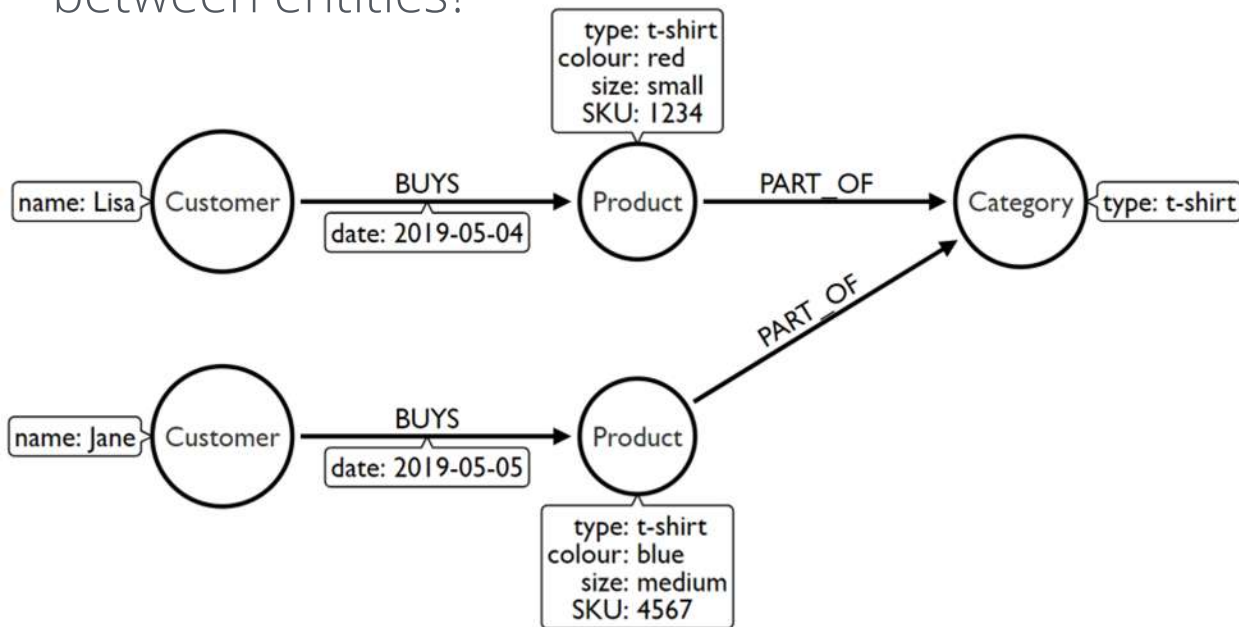 between entities?
type: t-shirt
colour: red
size: small
SKU: 1234
name: Lisa
Customer
BUYS
date: 2019-05-04
Product
PART_OF
Category
type: t-shirt
PART_OF
name: Jane
Customer
BUYS
date: 2019-05-05
Product
type: t-shirt
colour: blue
size: medium
SKU: 4567